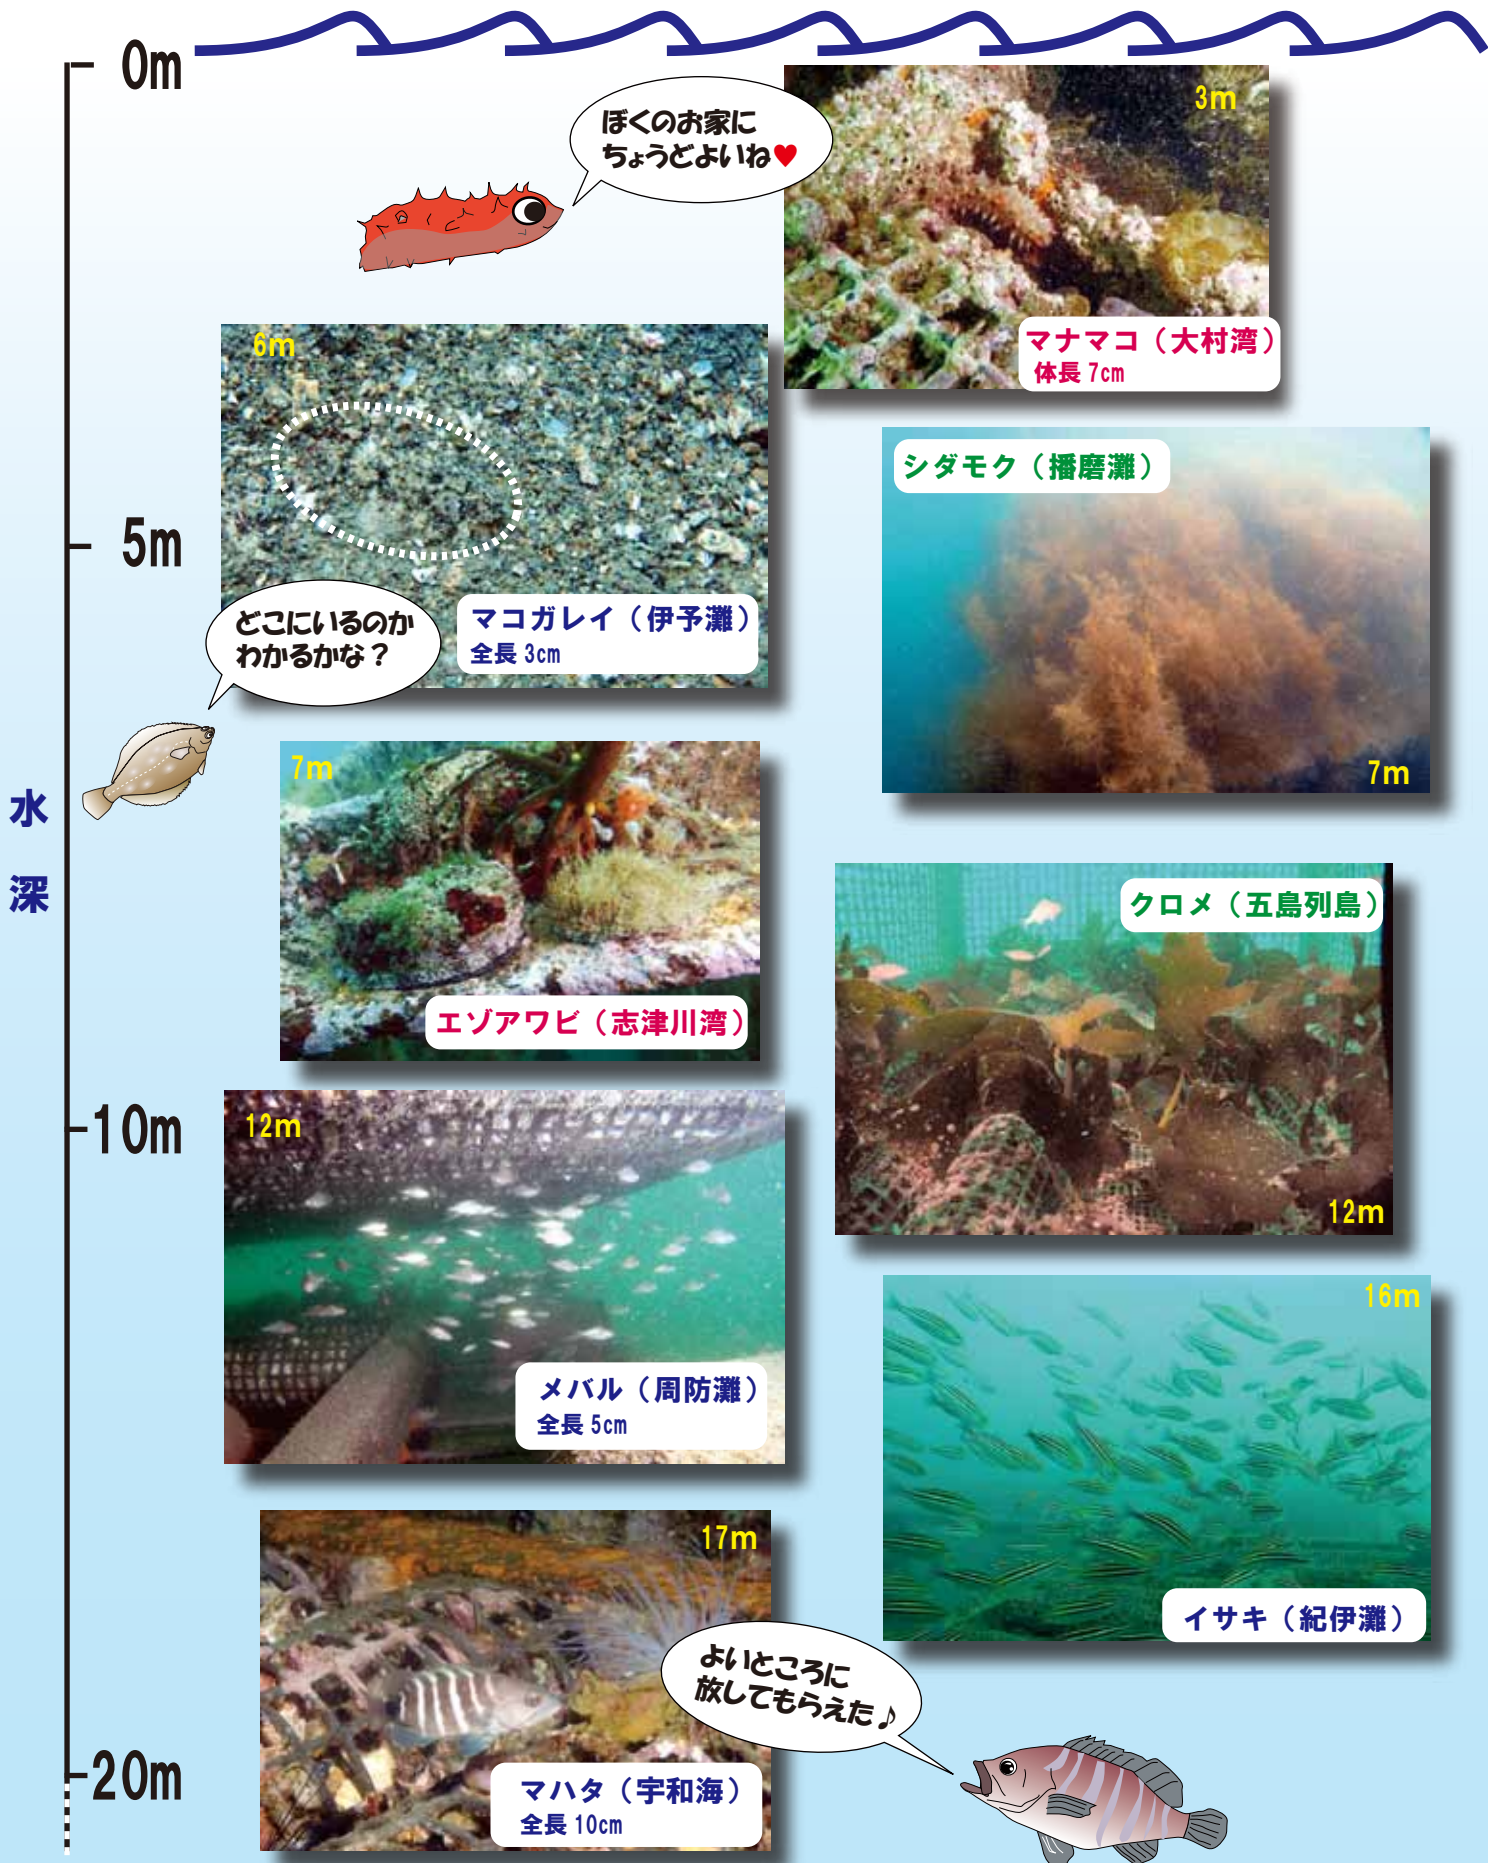 0m
ぼくのお家に
ちょうどよいね♥
3m
マナマコ（大村湾）
体長 7cm
6m
シダモク（播磨灘）
5m
どこにいるのか
わかるかな？
マコガレイ（伊予灘）
全長 3cm
7m
7m
水深
クロメ（五島列島）
エゾアワビ（志津川湾）
10m
12m
12m
16m
メバル（周防灘）
全長 5cm
17m
イサキ（紀伊灘）
よいところに
放してもらえた♪
20m
マハタ（宇和海）
全長 10cm